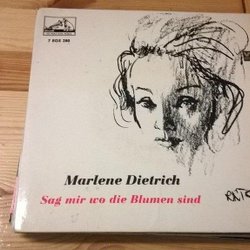 7 EGS 280
Marlene Dietrich
Sag mir wo die Blumen sind